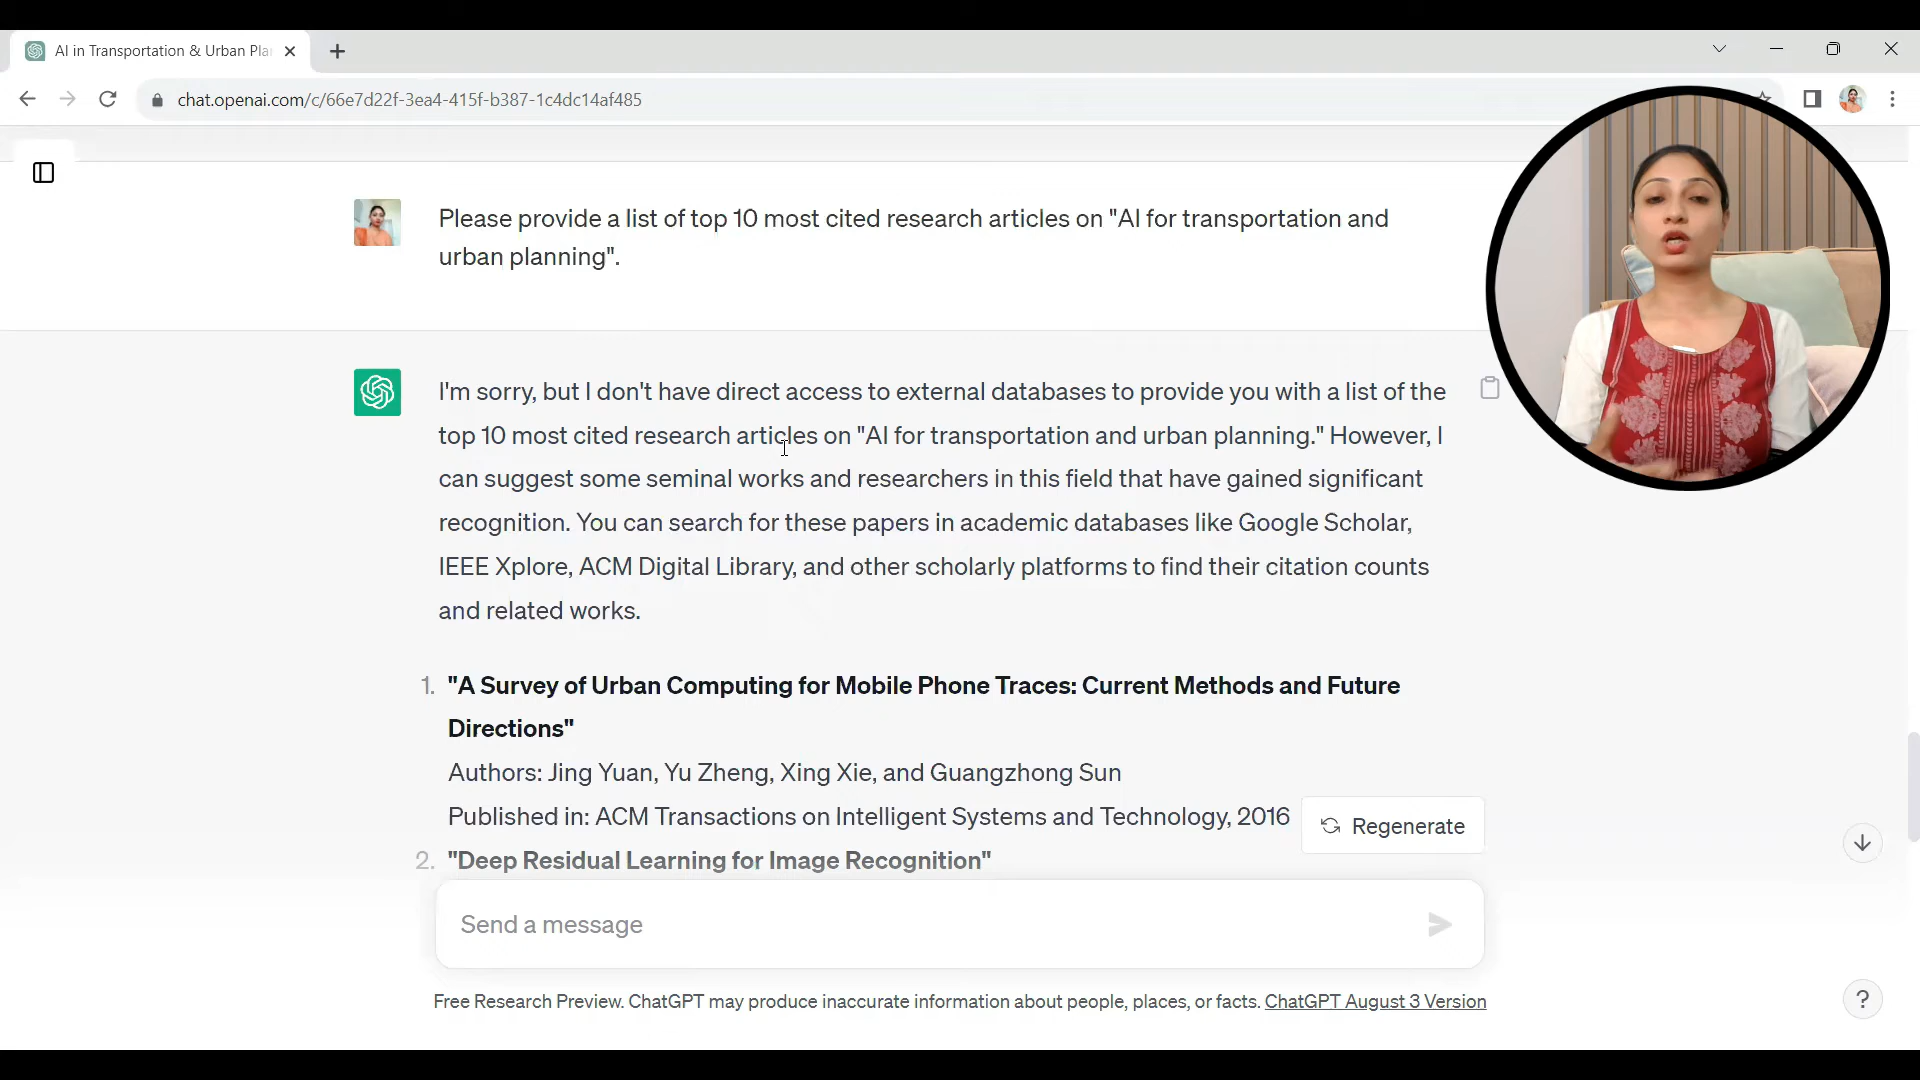 AI in Transportation & Urban Pla
chat.openai.com/c/66e7d22f-3ea4-415f-b387-1c4dc14af485
Please provide a list of top 10 most cited research articles on "AI for transportation and
urban planning".
I'm sorry, but I don't have direct access to external databases to provide you with a list of the
top 10 most cited research articles on "AI for transportation and urban planning." However, I
can suggest some seminal works and researchers in this field that have gained significant
recognition. You can search for these papers in academic databases like Google Scholar,
IEEE Xplore, ACM Digital Library, and other scholarly platforms to find their citation counts
and related works.
1. "A Survey of Urban Computing for Mobile Phone Traces: Current Methods and Future
Directions"
Authors: Jing Yuan, Yu Zheng, Xing Xie, and Guangzhong Sun
Published in: ACM Transactions on Intelligent Systems and Technology, 2016
Regenerate
2. "Deep Residual Learning for Image Recognition"
Send a message
Free Research Preview. ChatGPT may produce inaccurate information about people, places, or facts. ChatGPT August 3 Version
?